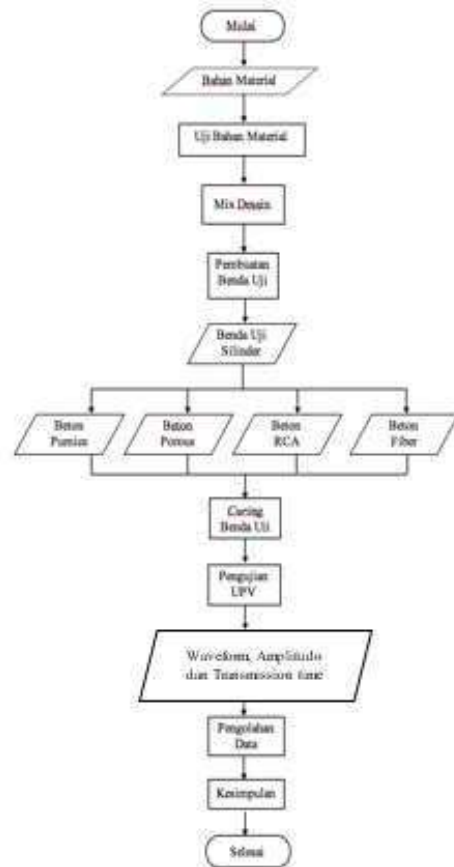 Mulai
Bahan Material
Uji Bahan Material
Mix Desain
Pembuatan
Benda Uji
Benda Uji
Silinder
Beton
Pumice
Beton
Porous
Beton
RCA
Beton
Fiber
Curing
Benda Uji
Pengujian
UPV
Waveform, Amplitudo
dan Transmission time
Pengolahan
Data
Kesimpulan
Selesai